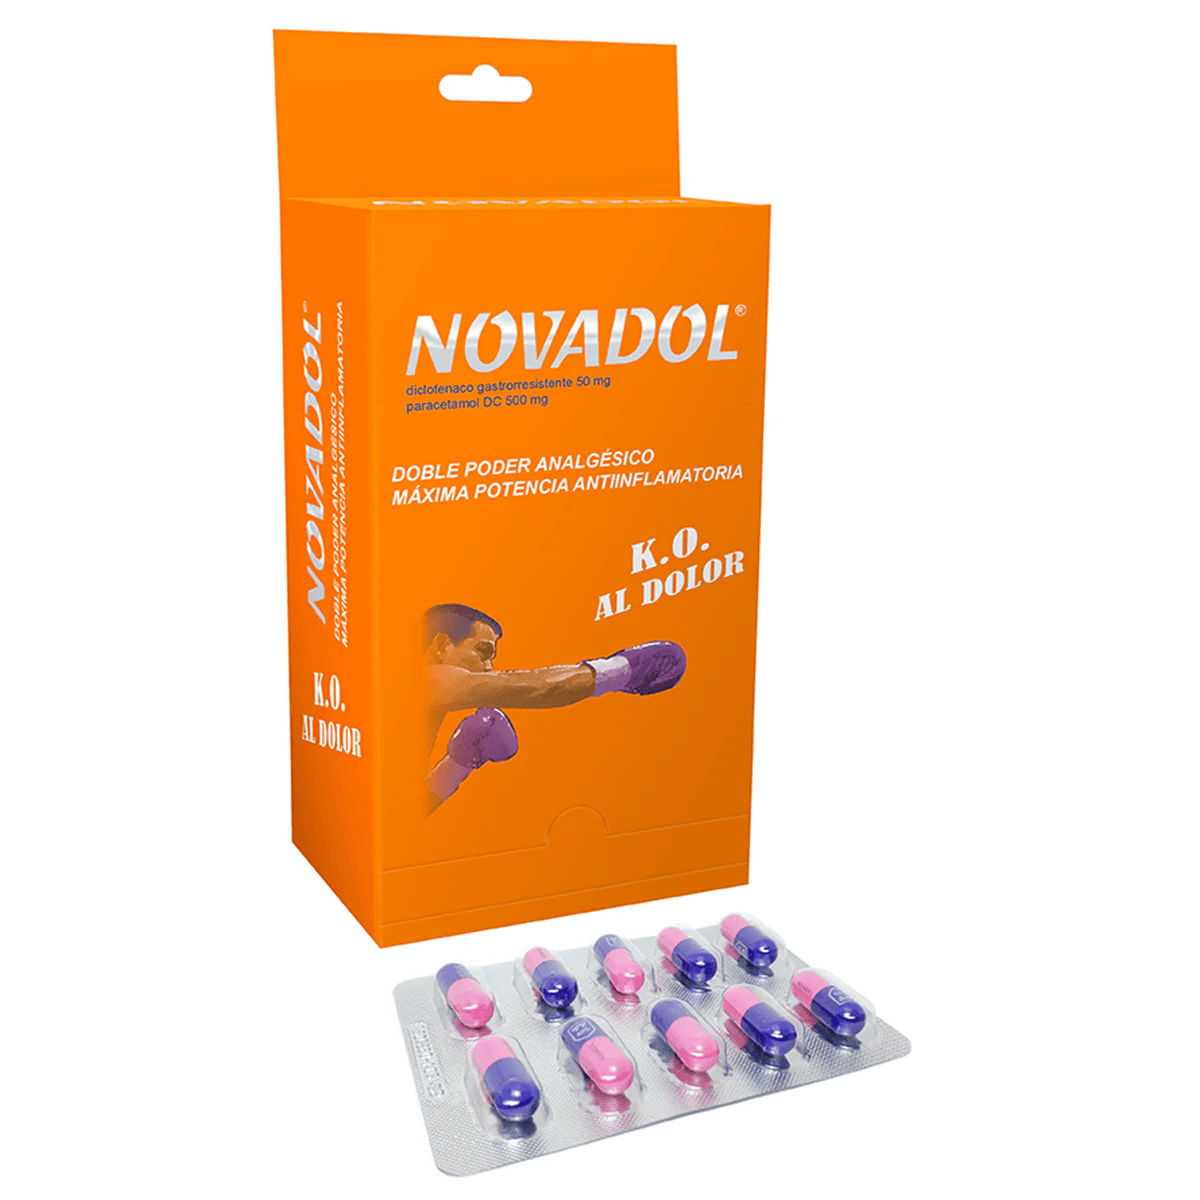 NOVADOL®
diclofenaco gastrorresistente 50 mg
paracetamol DC 500 mg
DOBLE PODER ANALGÉSICO
MÁXIMA POTENCIA ANTIINFLAMATORIA
K.O.
AL DOLOR
NOVADOL®
DOBLE PODER ANALGÉSICO
MÁXIMA POTENCIA ANTIINFLAMATORIA
K.O.
AL DOLOR